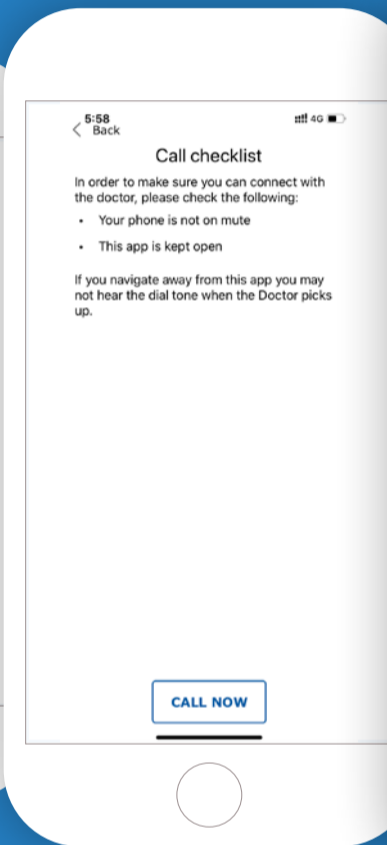 5:58
4G
Back
Call checklist
In order to make sure you can connect with
the doctor, please check the following:
• Your phone is not on mute
• This app is kept open
If you navigate away from this app you may
not hear the dial tone when the Doctor picks
up.
CALL NOW